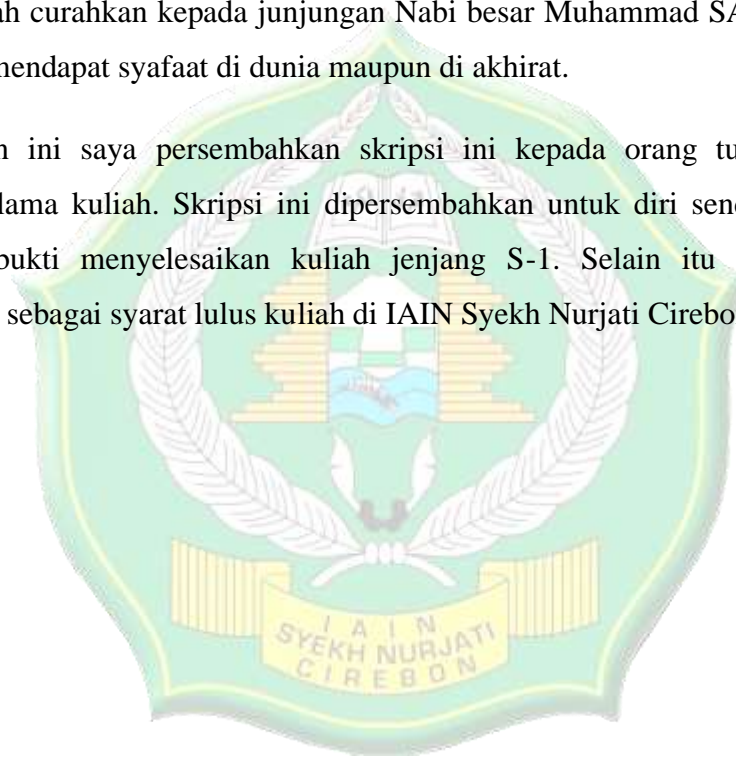 ah curahkan kepada junjungan Nabi besar Muhammad SA
mendapat syafaat di dunia maupun di akhirat.
n ini saya persembahkan skripsi ini kepada orang tu
lama kuliah. Skripsi ini dipersembahkan untuk diri send
bukti menyelesaikan kuliah jenjang S-1. Selain itu
sebagai syarat lulus kuliah di IAIN Syekh Nurjati Cirebo
IAIN
SYEKH NURJATI
CIREBON